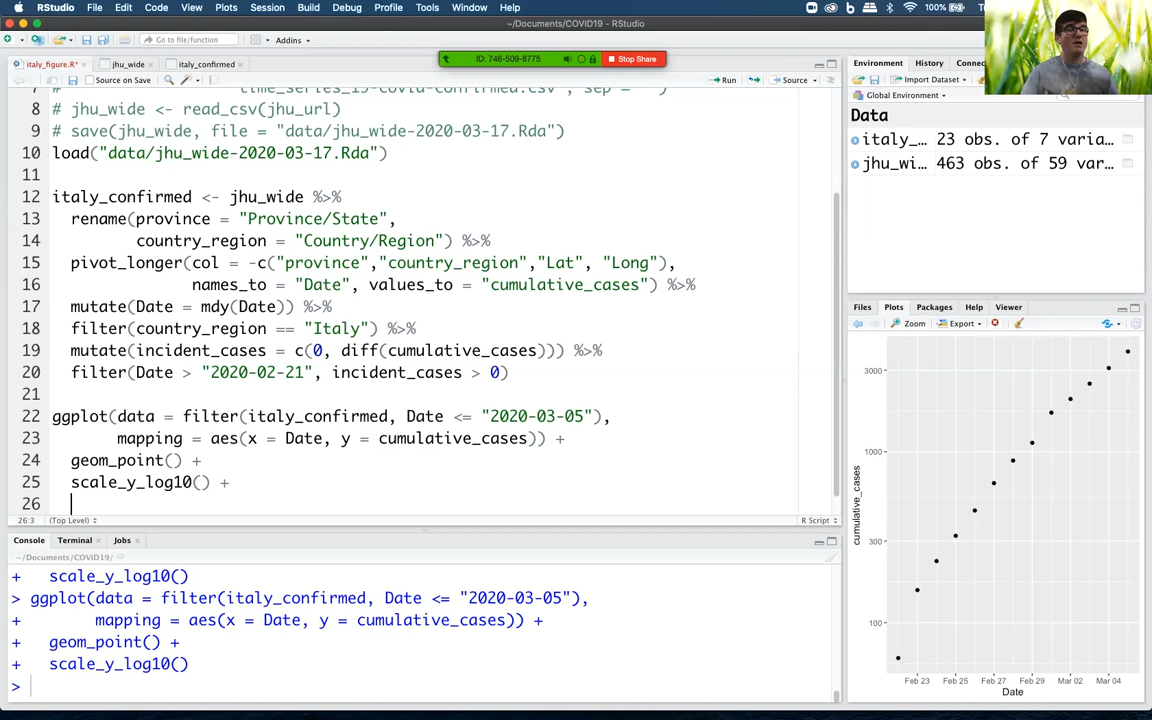 RStudio File Edit Code View Plots Session Build Debug Profile Tools Window Help 100%
~/Documents/COVID19 - RStudio
Go to file/function Addins
ID: 746-509-8775 Stop Share
italy_figure.R* jhu_wide italy_confirmed
Source on Save Run Source
8 # jhu_wide <- read_csv(jhu_url)
9 # save(jhu_wide, file = "data/jhu_wide-2020-03-17.Rda")
10 load("data/jhu_wide-2020-03-17.Rda")
11
12 italy_confirmed <- jhu_wide %>%
13 rename(province = "Province/State",
14 country_region = "Country/Region") %>%
15 pivot_longer(col = -c("province","country_region","Lat", "Long"),
16 names_to = "Date", values_to = "cumulative_cases") %>%
17 mutate(Date = mdy(Date)) %>%
18 filter(country_region == "Italy") %>%
19 mutate(incident_cases = c(0, diff(cumulative_cases))) %>%
20 filter(Date > "2020-02-21", incident_cases > 0)
21
22 ggplot(data = filter(italy_confirmed, Date <= "2020-03-05"),
23 mapping = aes(x = Date, y = cumulative_cases)) +
24 geom_point() +
25 scale_y_log10() +
26
26:3 (Top Level) R Script
Console Terminal Jobs
~/Documents/COVID19/
+ scale_y_log10()
> ggplot(data = filter(italy_confirmed, Date <= "2020-03-05"),
+ mapping = aes(x = Date, y = cumulative_cases)) +
+ geom_point() +
+ scale_y_log10()
>
Environment History Connec
Import Dataset
Global Environment
Data
italy_… 23 obs. of 7 varia…
jhu_wi… 463 obs. of 59 var…
Files Plots Packages Help Viewer
Zoom Export
3000
1000
300
100
cumulative_cases
Feb 23 Feb 25 Feb 27 Feb 29 Mar 02 Mar 04
Date